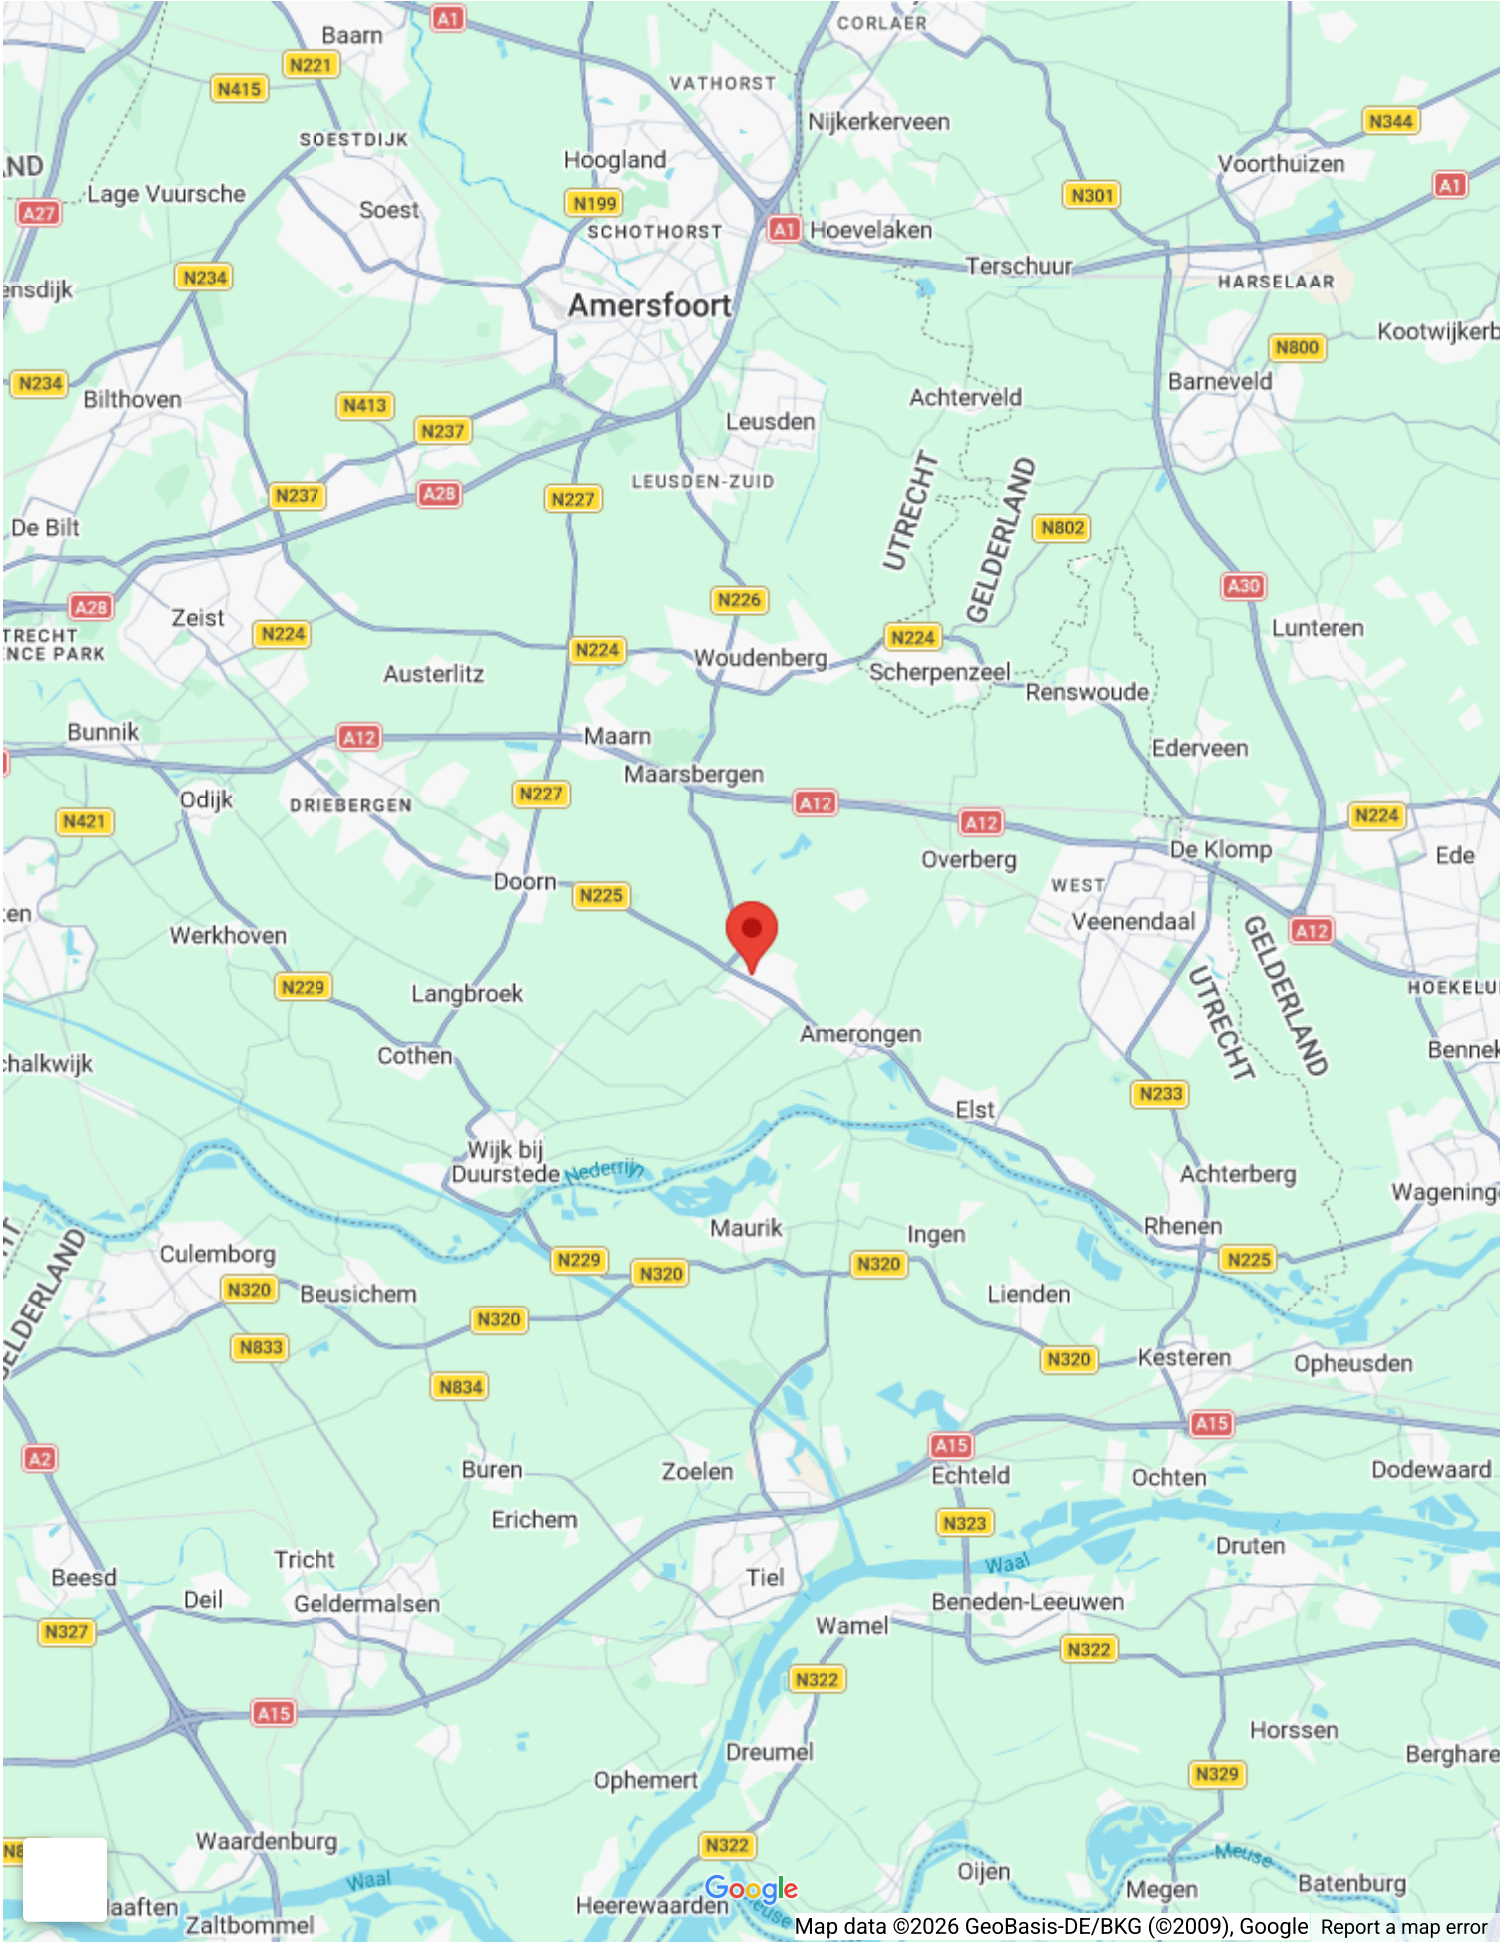 A1
Baarn
CORLAER
N221
N415
VATHORST
Nijkerkerveen
N344
SOESTDIJK
Hoogland
Voorthuizen
Lage Vuursche
N199
N301
A1
A27
Soest
SCHOTHORST
A1
Hoevelaken
Terschuur
N234
HARSELAAR
ensdijk
Amersfoort
Kootwijkerb
N800
N234
Bilthoven
Barneveld
N413
Achterveld
Leusden
N237
LEUSDEN-ZUID
N237
A28
N227
UTRECHT
GELDERLAND
N802
De Bilt
A30
A28
N226
Zeist
N224
Lunteren
TRECHT
ENCE PARK
N224
N224
Woudenberg
Austerlitz
Scherpenzeel
Renswoude
Bunnik
A12
Maarn
Ederveen
Maarsbergen
Odijk
DRIEBERGEN
N227
A12
N421
A12
N224
De Klomp
Ede
Overberg
Doorn
N225
WEST
Veenendaal
ten
Werkhoven
A12
GELDERLAND
UTRECHT
N229
Langbroek
HOEKELU
Amerongen
Cothen
Bennek
chalkwijk
N233
Elst
Wijk bij
Duurstede
Nederrijn
Achterberg
Wageninge
Maurik
Ingen
Rhenen
GELDERLAND
Culemborg
N229
N320
N320
N225
N320
Beusichem
Lienden
N320
N833
N320
Kesteren
Opheusden
N834
A2
A15
A15
Buren
Zoelen
Echteld
Ochten
Dodewaard
Erichem
N323
Druten
Tricht
Waal
Beesd
Tiel
Deil
Geldermalsen
Beneden-Leeuwen
N327
Wamel
N322
N322
A15
Horssen
Dreumel
Berghare
Ophemert
N329
Waardenburg
N322
Meuse
Waal
Oijen
Batenburg
Megen
Google
Heerewaarden
Zaltbommel
Map data ©2026 GeoBasis-DE/BKG (©2009), Google
Report a map error